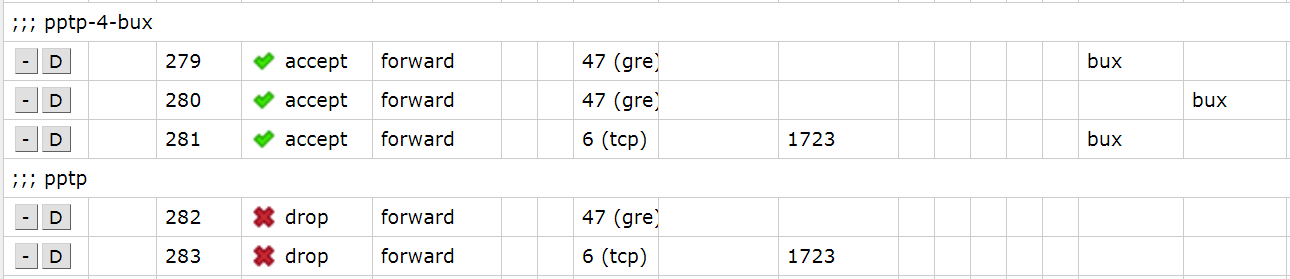 ;;; pptp-4-bux
- D 279 accept forward 47 (gre) bux
- D 280 accept forward 47 (gre) bux
- D 281 accept forward 6 (tcp) 1723 bux
;;; pptp
- D 282 drop forward 47 (gre)
- D 283 drop forward 6 (tcp) 1723